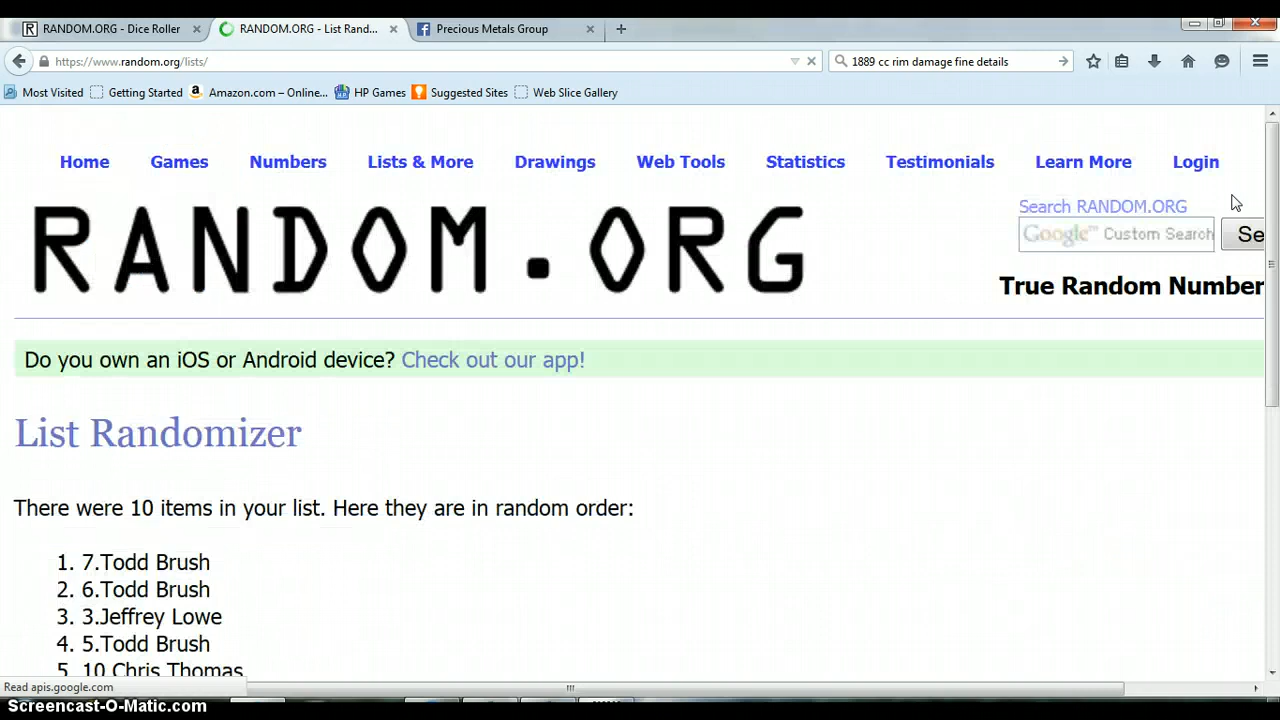 RANDOM.ORG - Dice Roller × RANDOM.ORG - List Rand... × Precious Metals Group × +
https://www.random.org/lists/ 1889 cc rim damage fine details
Most Visited Getting Started Amazon.com – Online... HP Games Suggested Sites Web Slice Gallery
Home Games Numbers Lists & More Drawings Web Tools Statistics Testimonials Learn More Login
RANDOM.ORG
Search RANDOM.ORG
Google™ Custom Search Se
True Random Number
Do you own an iOS or Android device? Check out our app!
List Randomizer
There were 10 items in your list. Here they are in random order:
1. 7.Todd Brush
2. 6.Todd Brush
3. 3.Jeffrey Lowe
4. 5.Todd Brush
5. 10 Chris Thomas
Read apis.google.com
Screencast-O-Matic.com